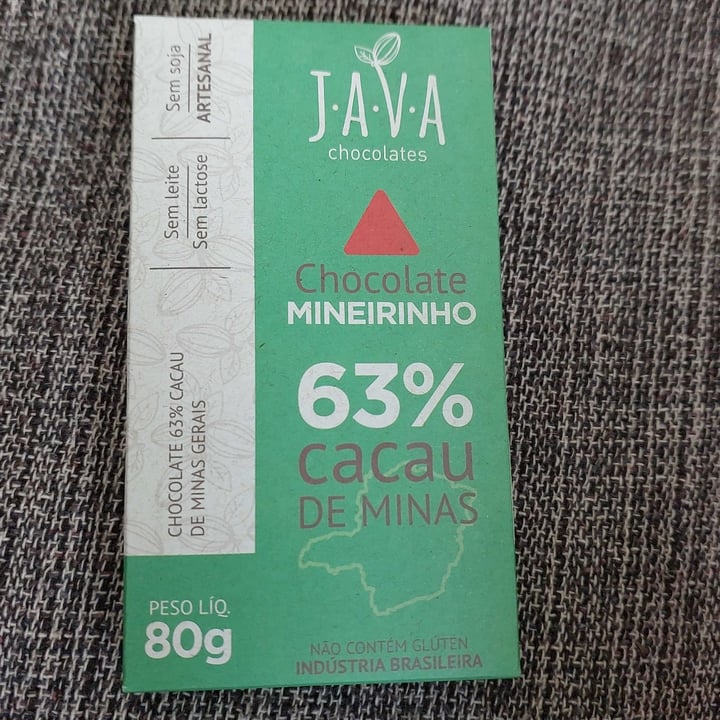 J.A.V.A
chocolates
Chocolate
MINEIRINHO
63%
cacau
DE MINAS
NÃO CONTÉM GLÚTEN
INDÚSTRIA BRASILEIRA
Sem soja
ARTESANAL
Sem leite
Sem lactose
CHOCOLATE 63% CACAU
DE MINAS GERAIS
PESO LÍQ.
80g